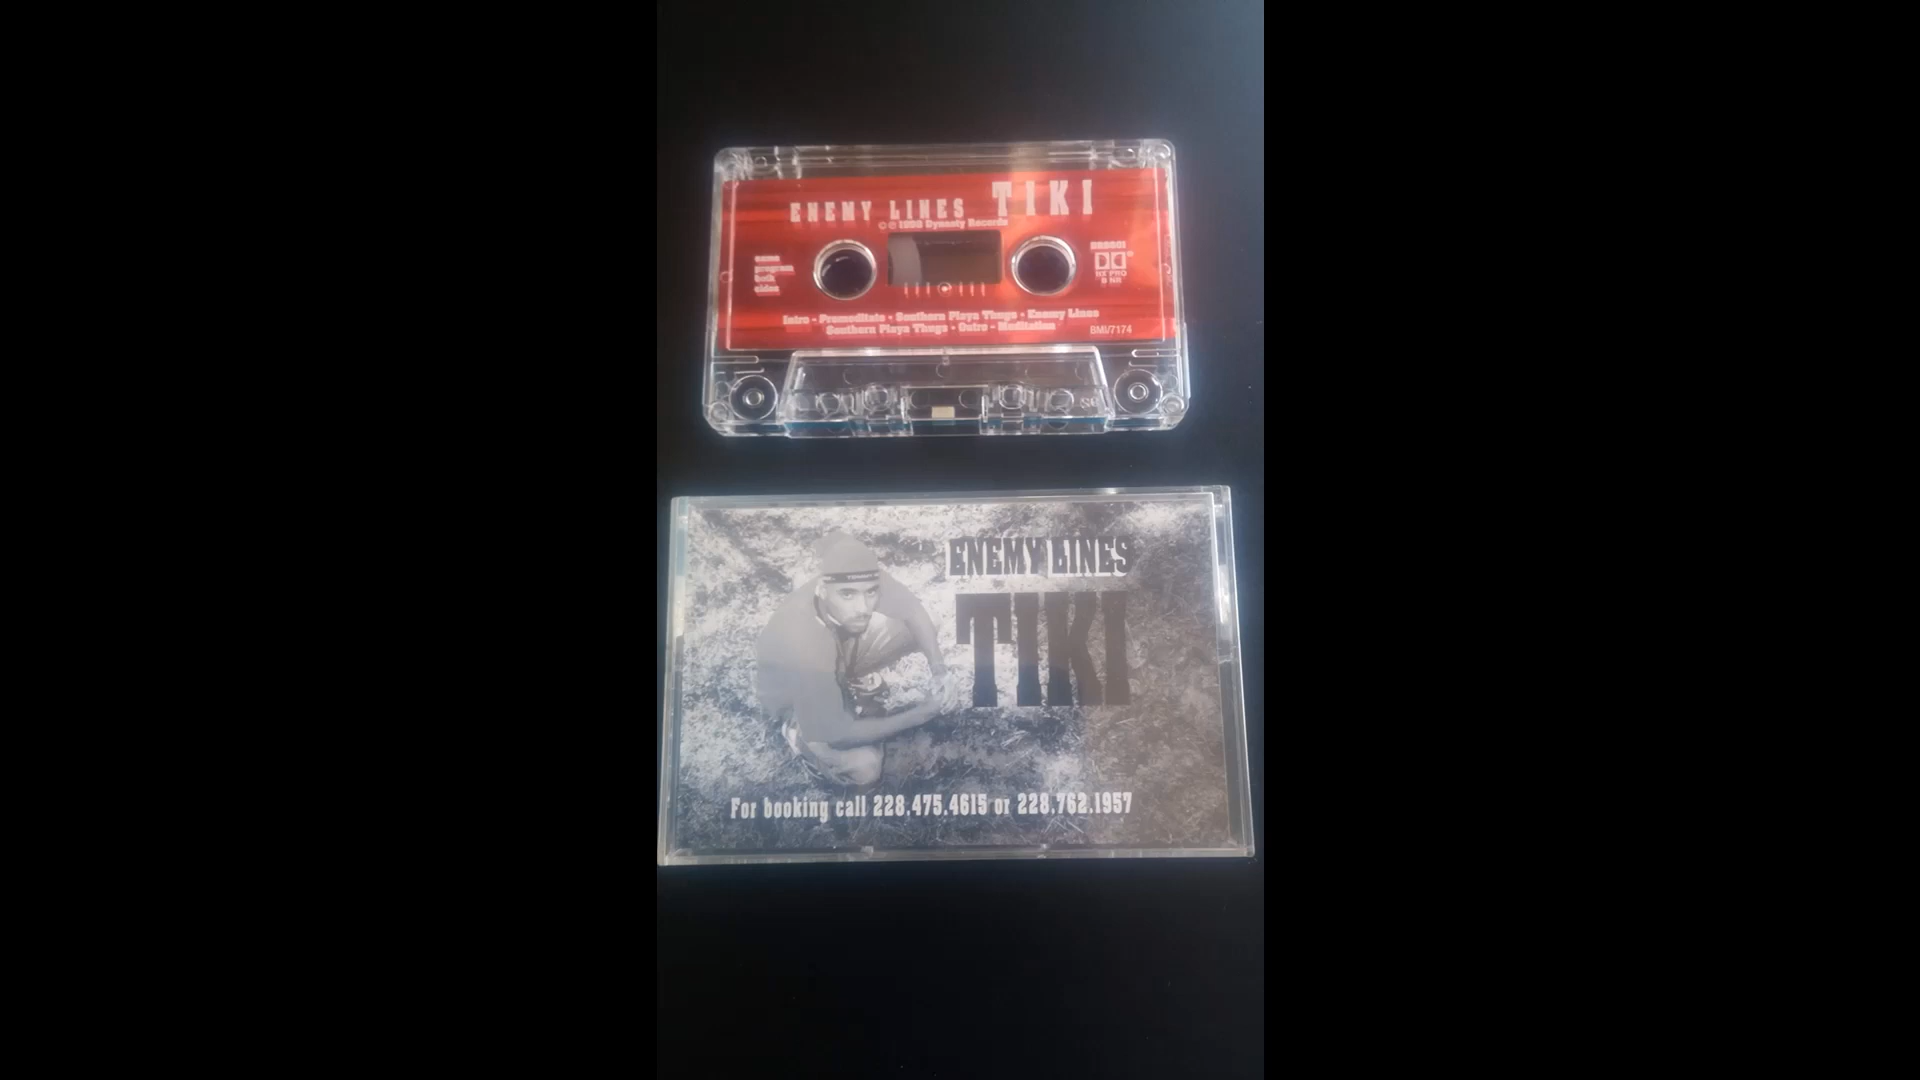 ENEMY LINES TIKI
Dynasty Records
same
program
both
sides
HX PRO
B NR
Intro - Premeditate - Southern Playa Thugs - Enemy Lines
Southern Playa Thugs - Outro - Meditation
BMI/7174
ENEMY LINES
TIKI
For booking call 228.475.4615 or 228.762.1957